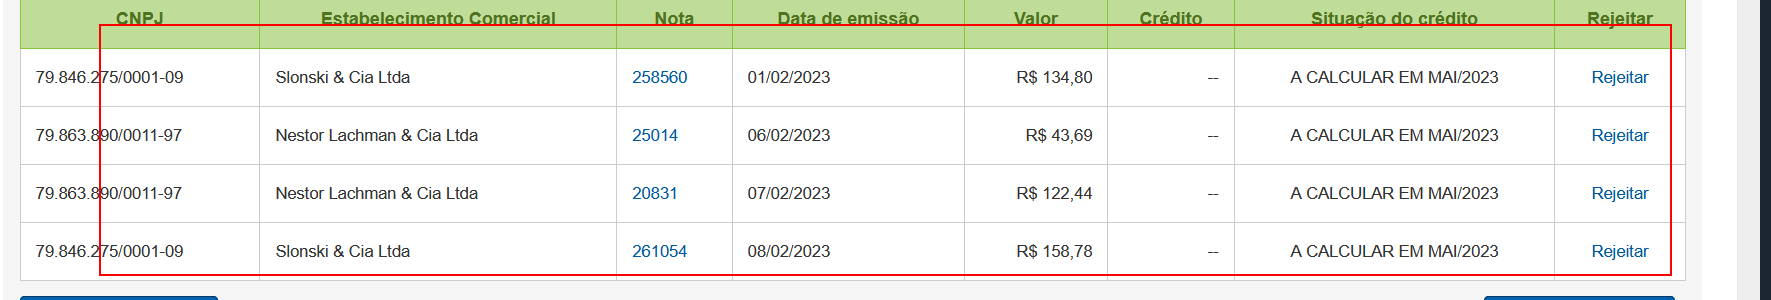 CNPJ Estabelecimento Comercial Nota Data de emissão Valor Crédito Situação do crédito Rejeitar
79.846.275/0001-09 Slonski & Cia Ltda 258560 01/02/2023 R$ 134,80 -- A CALCULAR EM MAI/2023 Rejeitar
79.863.890/0011-97 Nestor Lachman & Cia Ltda 25014 06/02/2023 R$ 43,69 -- A CALCULAR EM MAI/2023 Rejeitar
79.863.890/0011-97 Nestor Lachman & Cia Ltda 20831 07/02/2023 R$ 122,44 -- A CALCULAR EM MAI/2023 Rejeitar
79.846.275/0001-09 Slonski & Cia Ltda 261054 08/02/2023 R$ 158,78 -- A CALCULAR EM MAI/2023 Rejeitar